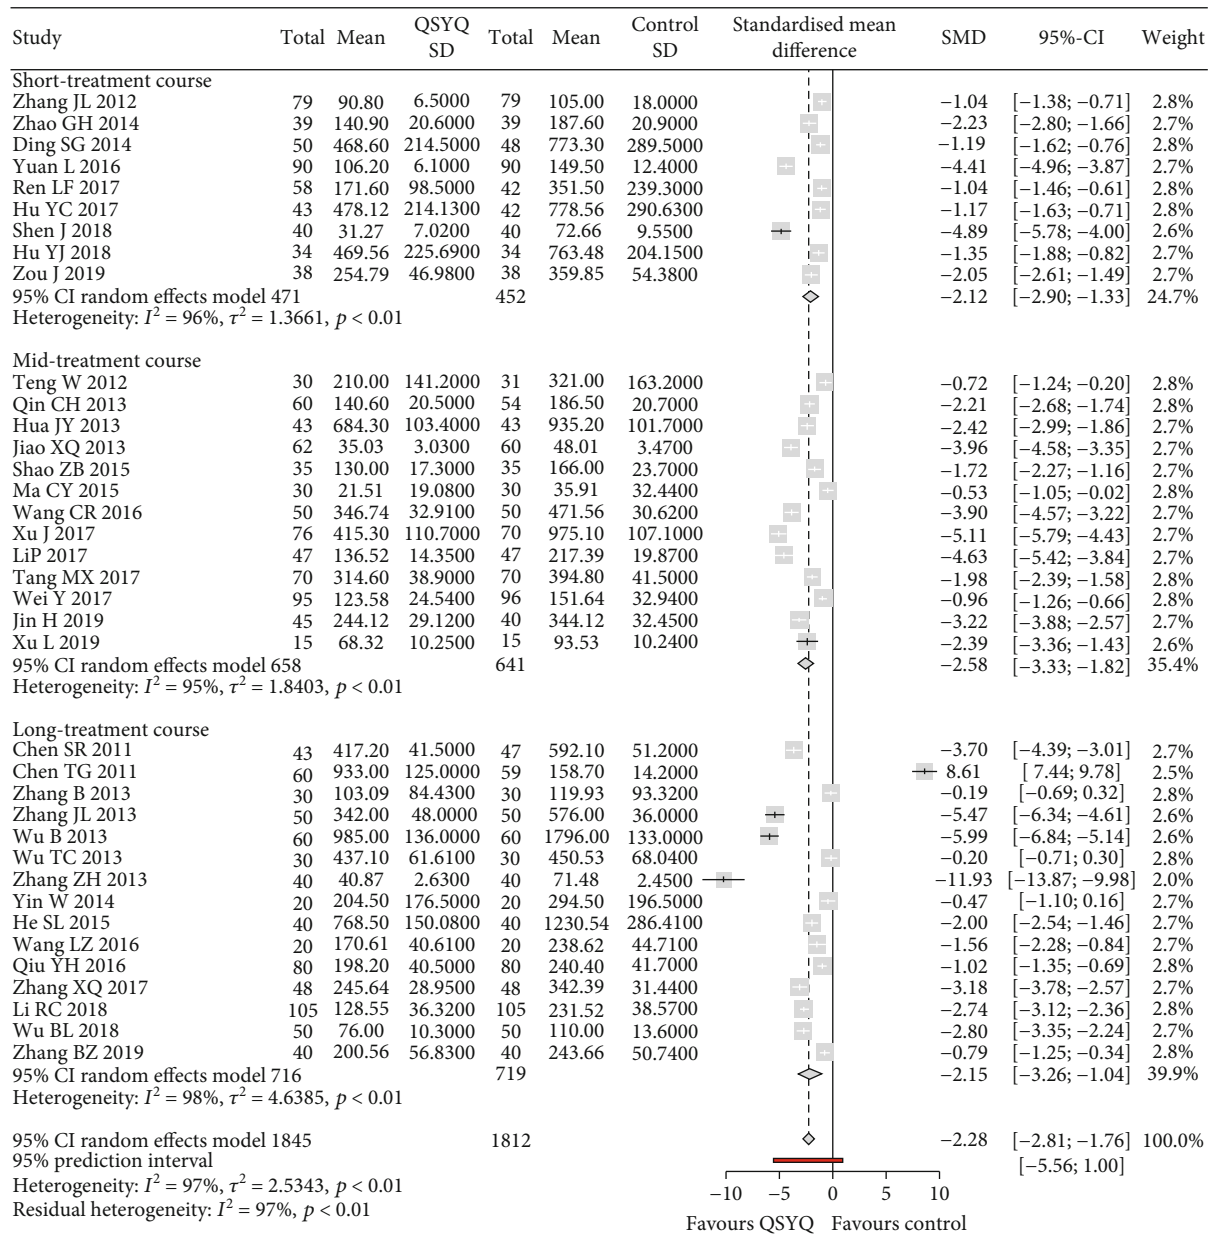 Study Total Mean QSYQ SD Total Mean Control SD Standardised mean difference SMD 95%-CI Weight
Short-treatment course
Zhang JL 2012 79 90.80 6.5000 79 105.00 18.0000 −1.04 [−1.38; −0.71] 2.8%
Zhao GH 2014 39 140.90 20.6000 39 187.60 20.9000 −2.23 [−2.80; −1.66] 2.7%
Ding SG 2014 50 468.60 214.5000 48 773.30 289.5000 −1.19 [−1.62; −0.76] 2.8%
Yuan L 2016 90 106.20 6.1000 90 149.50 12.4000 −4.41 [−4.96; −3.87] 2.7%
Ren LF 2017 58 171.60 98.5000 42 351.50 239.3000 −1.04 [−1.46; −0.61] 2.8%
Hu YC 2017 43 478.12 214.1300 42 778.56 290.6300 −1.17 [−1.63; −0.71] 2.8%
Shen J 2018 40 31.27 7.0200 40 72.66 9.5500 −4.89 [−5.78; −4.00] 2.6%
Hu YJ 2018 34 469.56 225.6900 34 763.48 204.1500 −1.35 [−1.88; −0.82] 2.7%
Zou J 2019 38 254.79 46.9800 38 359.85 54.3800 −2.05 [−2.61; −1.49] 2.7%
95% CI random effects model 471 452 −2.12 [−2.90; −1.33] 24.7%
Heterogeneity: I² = 96%, τ² = 1.3661, p < 0.01
Mid-treatment course
Teng W 2012 30 210.00 141.2000 31 321.00 163.2000 −0.72 [−1.24; −0.20] 2.8%
Qin CH 2013 60 140.60 20.5000 54 186.50 20.7000 −2.21 [−2.68; −1.74] 2.8%
Hua JY 2013 43 684.30 103.4000 43 935.20 101.7000 −2.42 [−2.99; −1.86] 2.7%
Jiao XQ 2013 62 35.03 3.0300 60 48.01 3.4700 −3.96 [−4.58; −3.35] 2.7%
Shao ZB 2015 35 130.00 17.3000 35 166.00 23.7000 −1.72 [−2.27; −1.16] 2.7%
Ma CY 2015 30 21.51 19.0800 30 35.91 32.4400 −0.53 [−1.05; −0.02] 2.8%
Wang CR 2016 50 346.74 32.9100 50 471.56 30.6200 −3.90 [−4.57; −3.22] 2.7%
Xu J 2017 76 415.30 110.7000 70 975.10 107.1000 −5.11 [−5.79; −4.43] 2.7%
LiP 2017 47 136.52 14.3500 47 217.39 19.8700 −4.63 [−5.42; −3.84] 2.7%
Tang MX 2017 70 314.60 38.9000 70 394.80 41.5000 −1.98 [−2.39; −1.58] 2.8%
Wei Y 2017 95 123.58 24.5400 96 151.64 32.9400 −0.96 [−1.26; −0.66] 2.8%
Jin H 2019 45 244.12 29.1200 40 344.12 32.4500 −3.22 [−3.88; −2.57] 2.7%
Xu L 2019 15 68.32 10.2500 15 93.53 10.2400 −2.39 [−3.36; −1.43] 2.6%
95% CI random effects model 658 641 −2.58 [−3.33; −1.82] 35.4%
Heterogeneity: I² = 95%, τ² = 1.8403, p < 0.01
Long-treatment course
Chen SR 2011 43 417.20 41.5000 47 592.10 51.2000 −3.70 [−4.39; −3.01] 2.7%
Chen TG 2011 60 933.00 125.0000 59 158.70 14.2000 8.61 [ 7.44; 9.78] 2.5%
Zhang B 2013 30 103.09 84.4300 30 119.93 93.3200 −0.19 [−0.69; 0.32] 2.8%
Zhang JL 2013 50 342.00 48.0000 50 576.00 36.0000 −5.47 [−6.34; −4.61] 2.6%
Wu B 2013 60 985.00 136.0000 60 1796.00 133.0000 −5.99 [−6.84; −5.14] 2.6%
Wu TC 2013 30 437.10 61.6100 30 450.53 68.0400 −0.20 [−0.71; 0.30] 2.8%
Zhang ZH 2013 40 40.87 2.6300 40 71.48 2.4500 −11.93 [−13.87; −9.98] 2.0%
Yin W 2014 20 204.50 176.5000 20 294.50 196.5000 −0.47 [−1.10; 0.16] 2.7%
He SL 2015 40 768.50 150.0800 40 1230.54 286.4100 −2.00 [−2.54; −1.46] 2.7%
Wang LZ 2016 20 170.61 40.6100 20 238.62 44.7100 −1.56 [−2.28; −0.84] 2.7%
Qiu YH 2016 80 198.20 40.5000 80 240.40 41.7000 −1.02 [−1.35; −0.69] 2.8%
Zhang XQ 2017 48 245.64 28.9500 48 342.39 31.4400 −3.18 [−3.78; −2.57] 2.7%
Li RC 2018 105 128.55 36.3200 105 231.52 38.5700 −2.74 [−3.12; −2.36] 2.8%
Wu BL 2018 50 76.00 10.3000 50 110.00 13.6000 −2.80 [−3.35; −2.24] 2.7%
Zhang BZ 2019 40 200.56 56.8300 40 243.66 50.7400 −0.79 [−1.25; −0.34] 2.8%
95% CI random effects model 716 719 −2.15 [−3.26; −1.04] 39.9%
Heterogeneity: I² = 98%, τ² = 4.6385, p < 0.01
95% CI random effects model 1845 1812 −2.28 [−2.81; −1.76] 100.0%
95% prediction interval [−5.56; 1.00]
Heterogeneity: I² = 97%, τ² = 2.5343, p < 0.01
Residual heterogeneity: I² = 97%, p < 0.01
−10 −5 0 5 10
Favours QSYQ Favours control